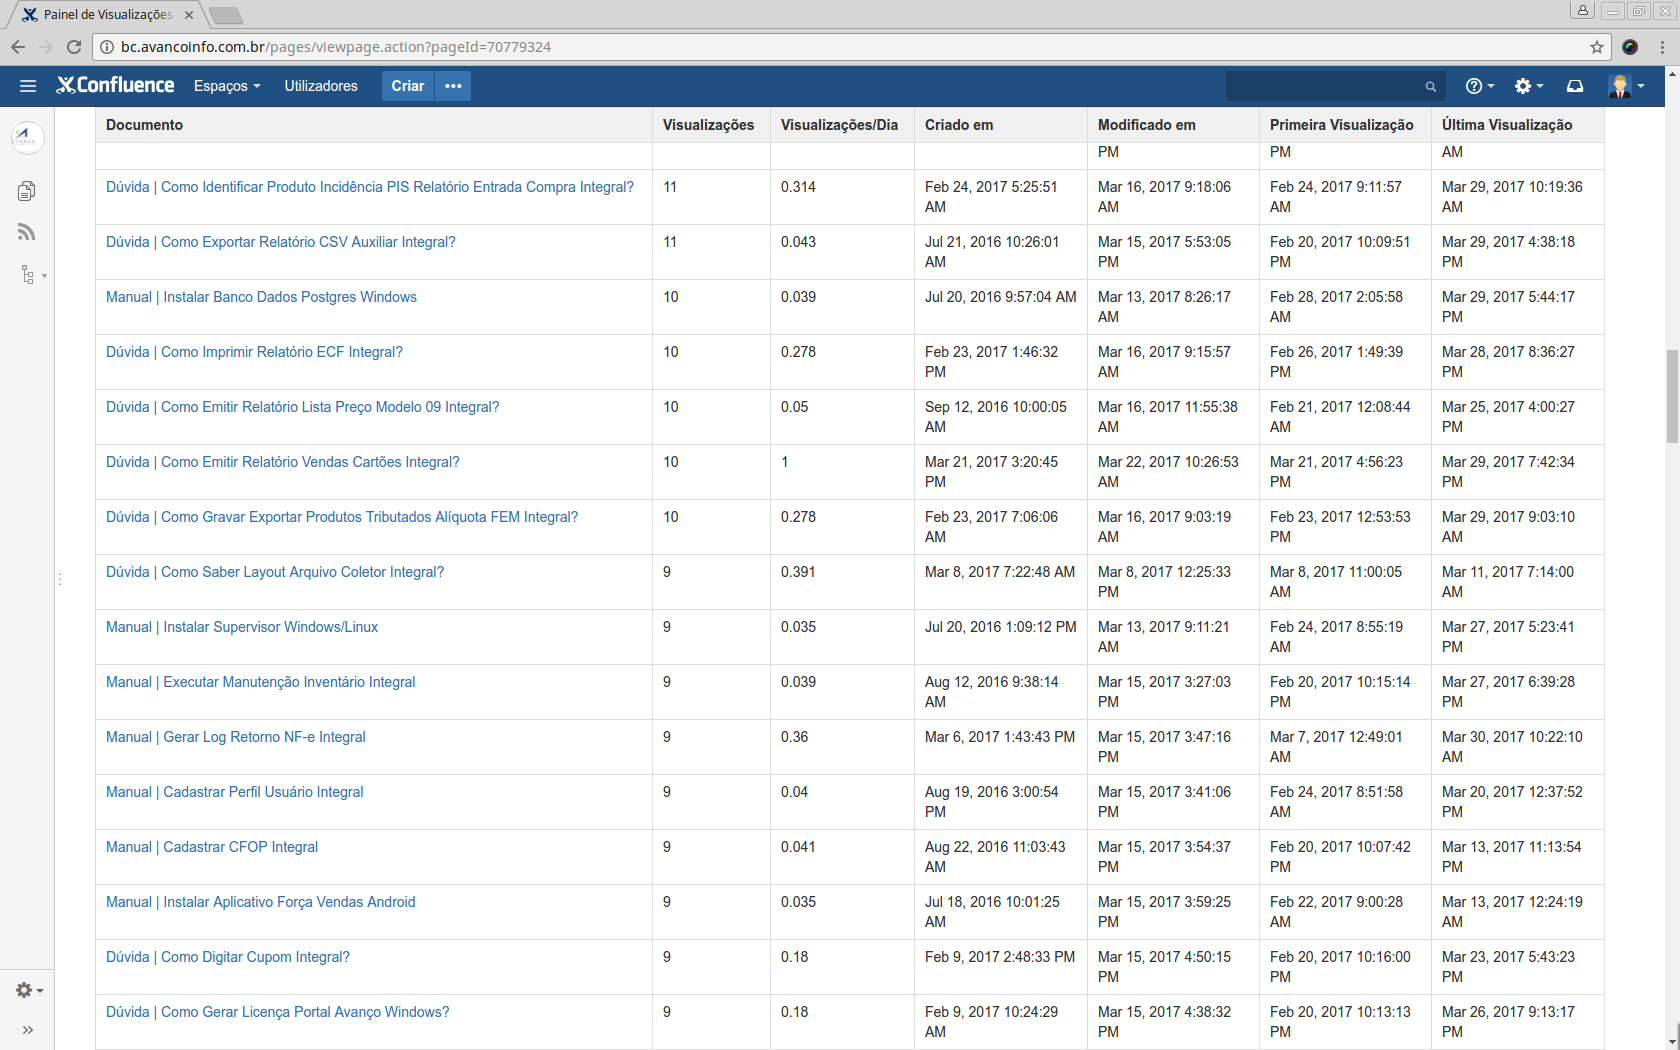 Painel de Visualizações
bc.avancoinfo.com.br/pages/viewpage.action?pageId=70779324
Confluence Espaços Utilizadores Criar •••
Documento Visualizações Visualizações/Dia Criado em Modificado em Primeira Visualização Última Visualização
PM PM AM
Dúvida | Como Identificar Produto Incidência PIS Relatório Entrada Compra Integral? 11 0.314 Feb 24, 2017 5:25:51 Mar 16, 2017 9:18:06 Feb 24, 2017 9:11:57 Mar 29, 2017 10:19:36
AM AM AM AM
Dúvida | Como Exportar Relatório CSV Auxiliar Integral? 11 0.043 Jul 21, 2016 10:26:01 Mar 15, 2017 5:53:05 Feb 20, 2017 10:09:51 Mar 29, 2017 4:38:18
AM PM PM PM
Manual | Instalar Banco Dados Postgres Windows 10 0.039 Jul 20, 2016 9:57:04 AM Mar 13, 2017 8:26:17 Feb 28, 2017 2:05:58 Mar 29, 2017 5:44:17
AM AM PM
Dúvida | Como Imprimir Relatório ECF Integral? 10 0.278 Feb 23, 2017 1:46:32 Mar 16, 2017 9:15:57 Feb 26, 2017 1:49:39 Mar 28, 2017 8:36:27
PM AM PM PM
Dúvida | Como Emitir Relatório Lista Preço Modelo 09 Integral? 10 0.05 Sep 12, 2016 10:00:05 Mar 16, 2017 11:55:38 Feb 21, 2017 12:08:44 Mar 25, 2017 4:00:27
AM AM AM PM
Dúvida | Como Emitir Relatório Vendas Cartões Integral? 10 1 Mar 21, 2017 3:20:45 Mar 22, 2017 10:26:53 Mar 21, 2017 4:56:23 Mar 29, 2017 7:42:34
PM AM PM PM
Dúvida | Como Gravar Exportar Produtos Tributados Alíquota FEM Integral? 10 0.278 Feb 23, 2017 7:06:06 Mar 16, 2017 9:03:19 Feb 23, 2017 12:53:53 Mar 29, 2017 9:03:10
AM AM PM AM
Dúvida | Como Saber Layout Arquivo Coletor Integral? 9 0.391 Mar 8, 2017 7:22:48 AM Mar 8, 2017 12:25:33 Mar 8, 2017 11:00:05 Mar 11, 2017 7:14:00
PM AM AM
Manual | Instalar Supervisor Windows/Linux 9 0.035 Jul 20, 2016 1:09:12 PM Mar 13, 2017 9:11:21 Feb 24, 2017 8:55:19 Mar 27, 2017 5:23:41
AM AM PM
Manual | Executar Manutenção Inventário Integral 9 0.039 Aug 12, 2016 9:38:14 Mar 15, 2017 3:27:03 Feb 20, 2017 10:15:14 Mar 27, 2017 6:39:28
AM PM PM PM
Manual | Gerar Log Retorno NF-e Integral 9 0.36 Mar 6, 2017 1:43:43 PM Mar 15, 2017 3:47:16 Mar 7, 2017 12:49:01 Mar 30, 2017 10:22:10
PM AM AM
Manual | Cadastrar Perfil Usuário Integral 9 0.04 Aug 19, 2016 3:00:54 Mar 15, 2017 3:41:06 Feb 24, 2017 8:51:58 Mar 20, 2017 12:37:52
PM PM AM PM
Manual | Cadastrar CFOP Integral 9 0.041 Aug 22, 2016 11:03:43 Mar 15, 2017 3:54:37 Feb 20, 2017 10:07:42 Mar 13, 2017 11:13:54
AM PM PM PM
Manual | Instalar Aplicativo Força Vendas Android 9 0.035 Jul 18, 2016 10:01:25 Mar 15, 2017 3:59:25 Feb 22, 2017 9:00:28 Mar 13, 2017 12:24:19
AM PM AM AM
Dúvida | Como Digitar Cupom Integral? 9 0.18 Feb 9, 2017 2:48:33 PM Mar 15, 2017 4:50:15 Feb 20, 2017 10:16:00 Mar 23, 2017 5:43:23
PM PM PM
Dúvida | Como Gerar Licença Portal Avanço Windows? 9 0.18 Feb 9, 2017 10:24:29 Mar 15, 2017 4:38:32 Feb 20, 2017 10:13:13 Mar 26, 2017 9:13:17
AM PM PM PM